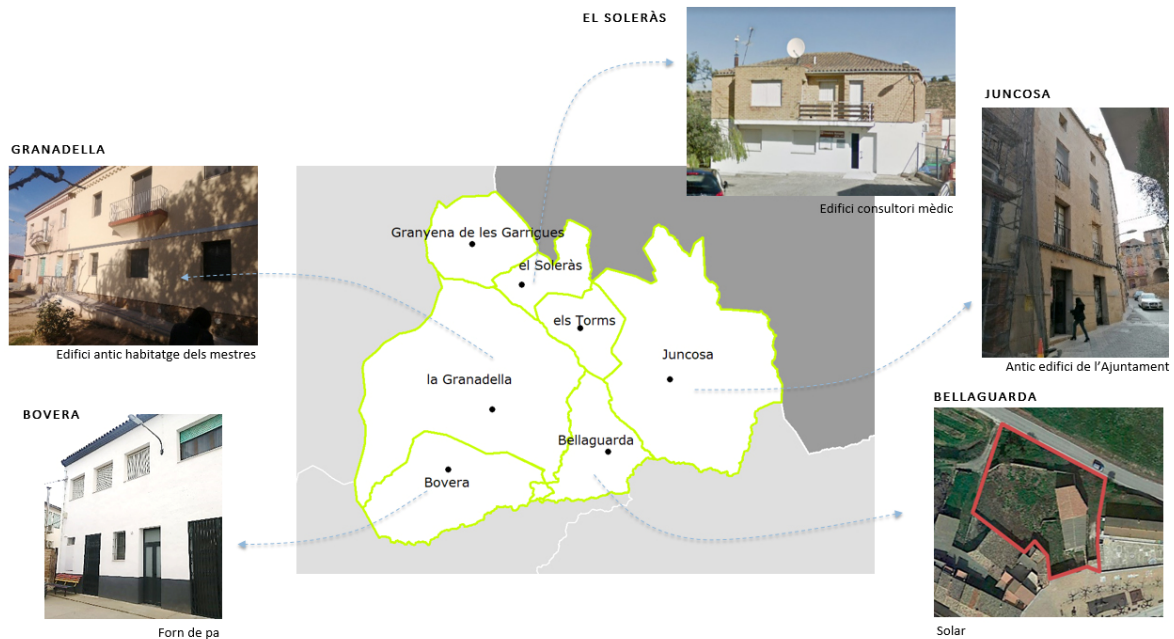 EL SOLERÀS
JUNCOSA
GRANADELLA
Edifici consultori mèdic
Granyena de les Garrigues
el Soleràs
els Torms
Edifici antic habitatge dels mestres
Juncosa
Antic edifici de l'Ajuntament
la Granadella
BELLAGUARDA
BOVERA
Bellaguarda
Bovera
Forn de pa
Solar